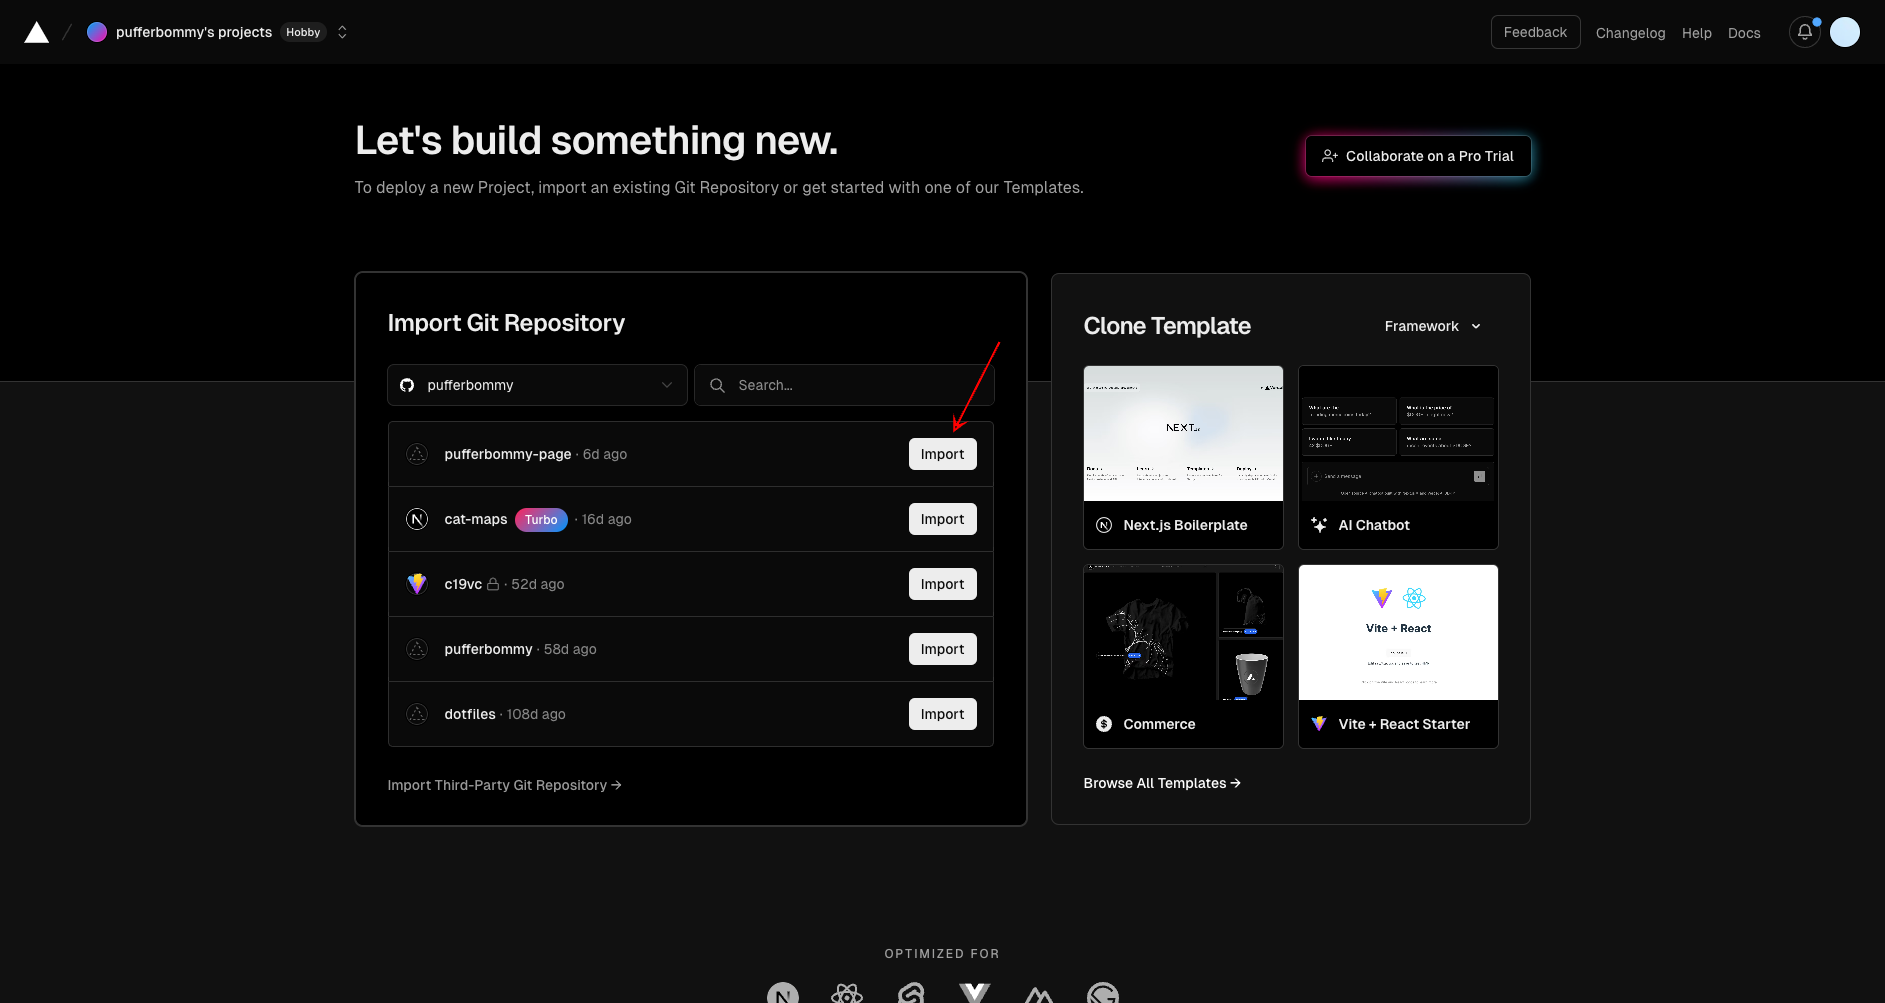 pufferbommy's projects Hobby
Feedback Changelog Help Docs
Let's build something new.
To deploy a new Project, import an existing Git Repository or get started with one of our Templates.
Collaborate on a Pro Trial
Import Git Repository
pufferbommy
Search...
pufferbommy-page · 6d ago Import
cat-maps Turbo · 16d ago Import
c19vc · 52d ago Import
pufferbommy · 58d ago Import
dotfiles · 108d ago Import
Import Third-Party Git Repository →
Clone Template
Framework
NEXT
Next.js Boilerplate
Send a message
AI Chatbot
Commerce
Vite + React
Vite + React Starter
Browse All Templates →
OPTIMIZED FOR